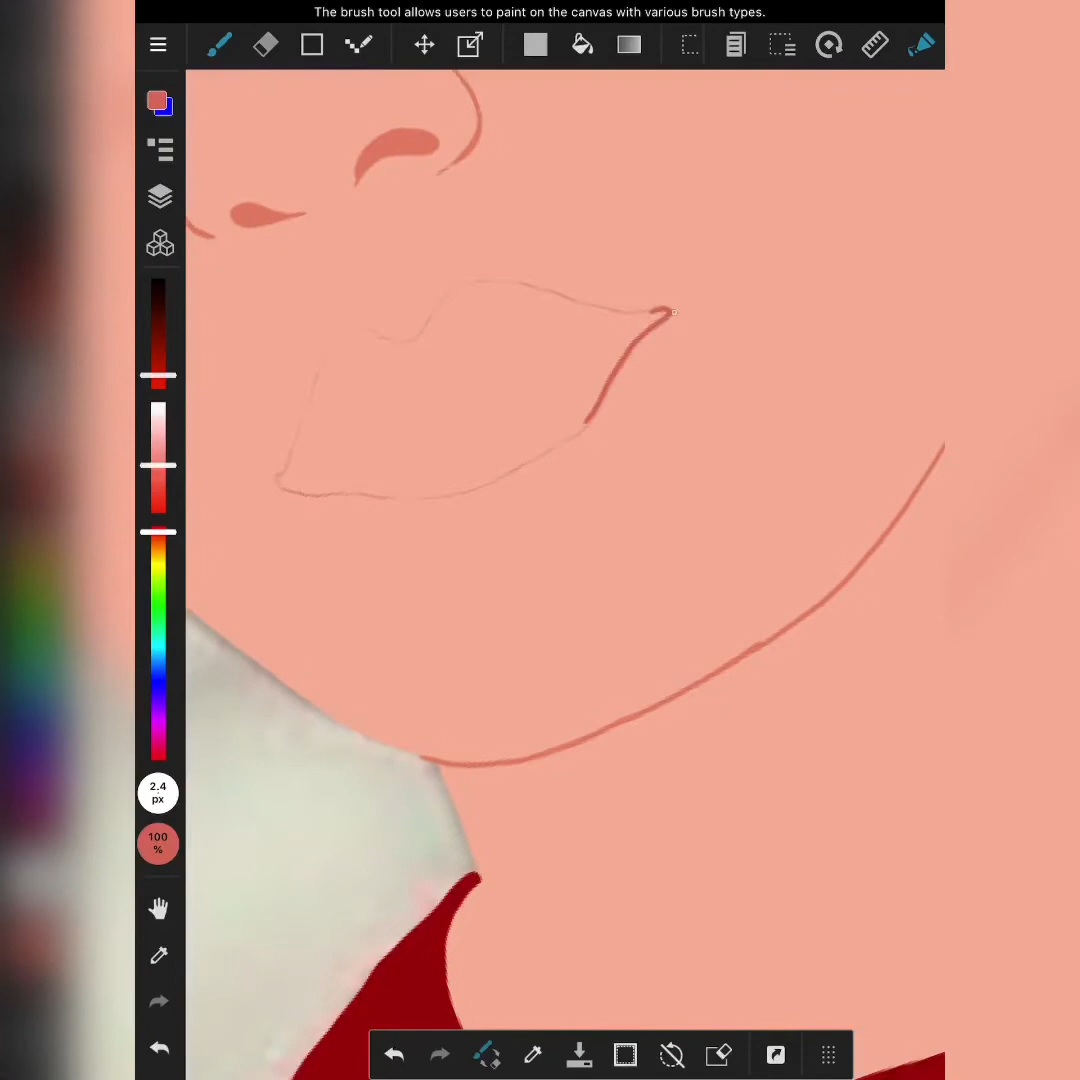 The brush tool allows users to paint on the canvas with various brush types.
2.4
px
100
%